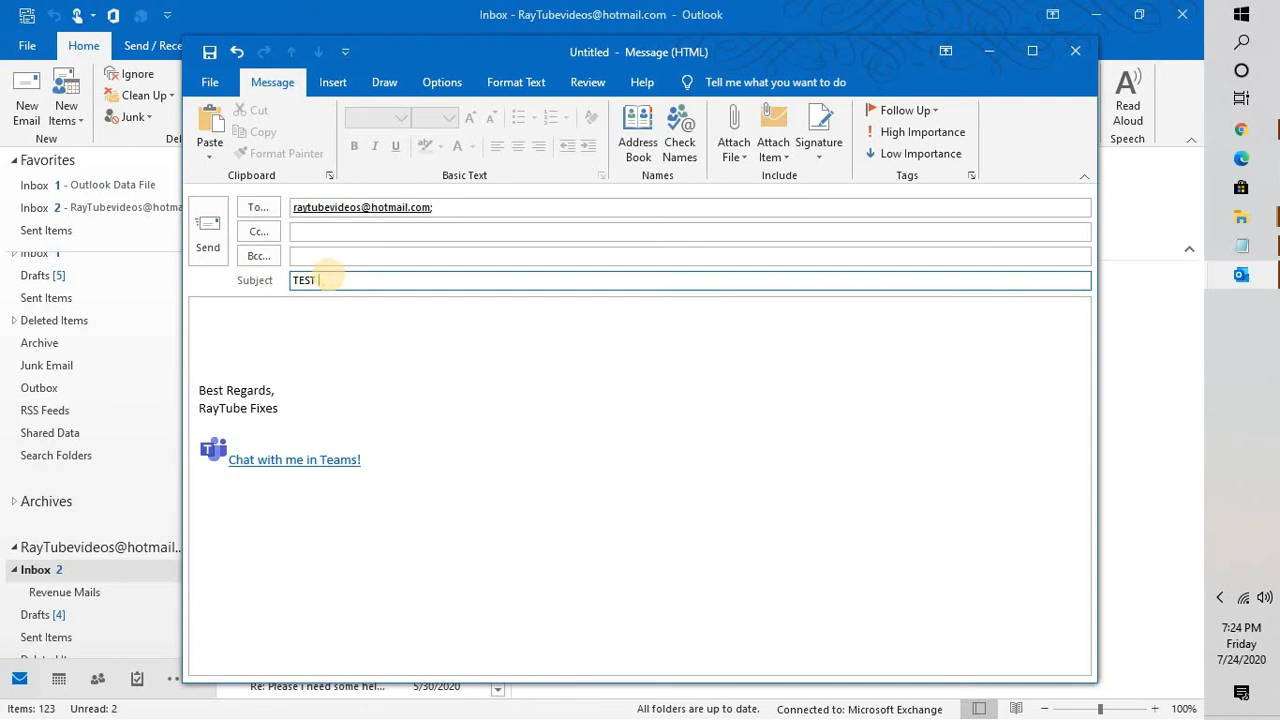 Inbox - RayTubevideos@hotmail.com - Outlook
File
Home
Send / Rece
New Email
New Items
Ignore
Clean Up
Junk
New
Del
Untitled - Message (HTML)
File
Message
Insert
Draw
Options
Format Text
Review
Help
Tell me what you want to do
Paste
Cut
Copy
Format Painter
Clipboard
B I U
A
Basic Text
Address Book
Check Names
Names
Attach File
Attach Item
Signature
Include
Follow Up
High Importance
Low Importance
Tags
Read Aloud
Speech
Send
To...
raytubevideos@hotmail.com;
Cc...
Bcc...
Subject
TEST
Best Regards,
RayTube Fixes
Chat with me in Teams!
Favorites
Inbox 1 - Outlook Data File
Inbox 2 - RayTubevideos@hotma
Sent Items
Inbox 1
Drafts [5]
Sent Items
Deleted Items
Archive
Junk Email
Outbox
RSS Feeds
Shared Data
Search Folders
Archives
RayTubevideos@hotmail...
Inbox 2
Revenue Mails
Drafts [4]
Sent Items
Re: Please I need some hel...
5/30/2020
Items: 123
Unread: 2
All folders are up to date.
Connected to: Microsoft Exchange
100%
7:24 PM
Friday
7/24/2020